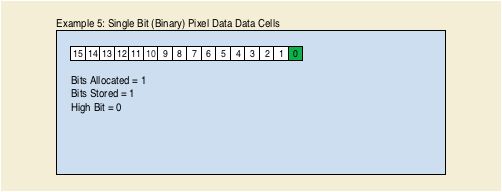 Example 5: Single Bit (Binary) Pixel Data Data Cells
15 14 13 12 11 10 9 8 7 6 5 4 3 2 1 0
Bits Allocated = 1
Bits Stored = 1
High Bit = 0